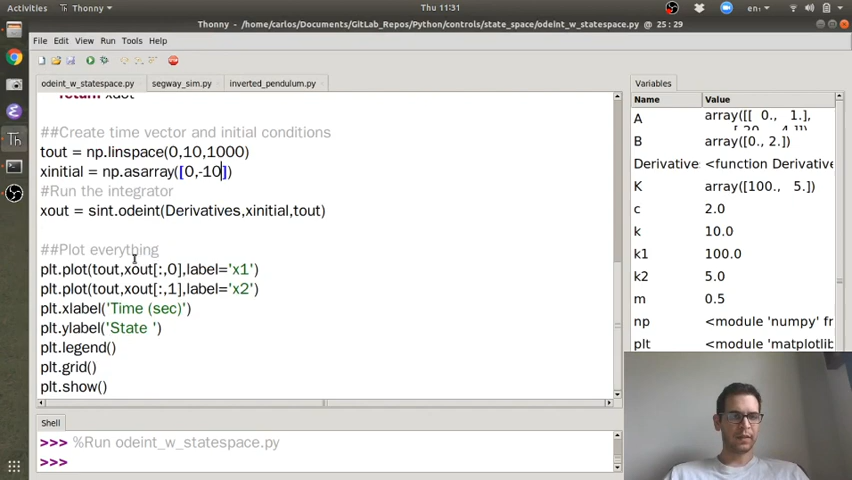 Activities Thonny Thu 11:31 en
Thonny - /home/carlos/Documents/GitLab_Repos/Python/controls/state_space/odeint_w_statespace.py @ 25 : 29
File Edit View Run Tools Help
odeint_w_statespace.py segway_sim.py inverted_pendulum.py
##Create time vector and initial conditions
tout = np.linspace(0,10,1000)
xinitial = np.asarray([0,-10])
#Run the integrator
xout = sint.odeint(Derivatives,xinitial,tout)
##Plot everything
plt.plot(tout,xout[:,0],label='x1')
plt.plot(tout,xout[:,1],label='x2')
plt.xlabel('Time (sec)')
plt.ylabel('State ')
plt.legend()
plt.grid()
plt.show()
Shell
>>> %Run odeint_w_statespace.py
>>>
Variables
Name Value
A array([[ 0., 1.],
B array([0., 2.])
Derivative <function Derivative
K array([100., 5.])
c 2.0
k 10.0
k1 100.0
k2 5.0
m 0.5
np <module 'numpy' fr
plt <module 'matplotlib